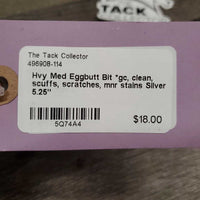 TACK
The Tack Collector
496908-114
Hvy Med Eggbutt Bit *gc, clean,
scuffs, scratches, mnr stains Silver
5.25"
5Q74A4
$18.00